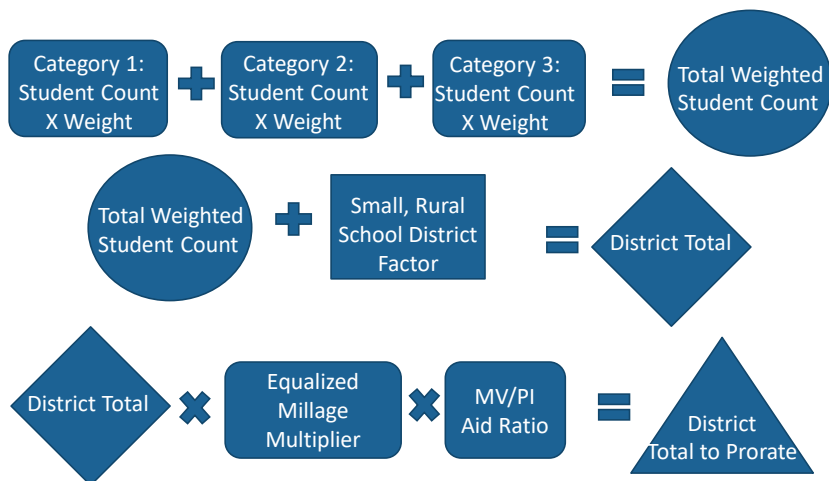 Category 1:
Student Count
X Weight
Category 2:
Student Count
X Weight
Category 3:
Student Count
X Weight
Total Weighted
Student Count
Total Weighted
Student Count
Small, Rural
School District
Factor
District Total
District Total
Equalized
Millage
Multiplier
MV/PI
Aid Ratio
District
Total to Prorate